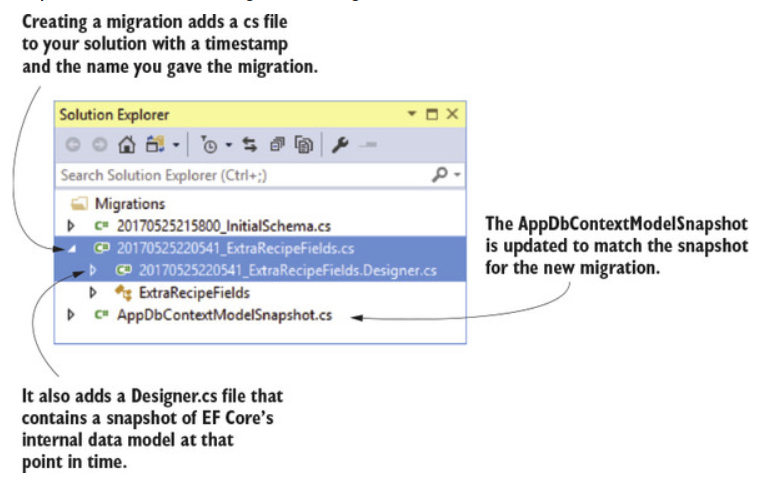 Creating a migration adds a cs file
to your solution with a timestamp
and the name you gave the migration.
Solution Explorer
Search Solution Explorer (Ctrl+;)
Migrations
C# 20170525215800_InitialSchema.cs
C# 20170525220541_ExtraRecipeFields.cs
C# 20170525220541_ExtraRecipeFields.Designer.cs
ExtraRecipeFields
C# AppDbContextModelSnapshot.cs
The AppDbContextModelSnapshot
is updated to match the snapshot
for the new migration.
It also adds a Designer.cs file that
contains a snapshot of EF Core's
internal data model at that
point in time.